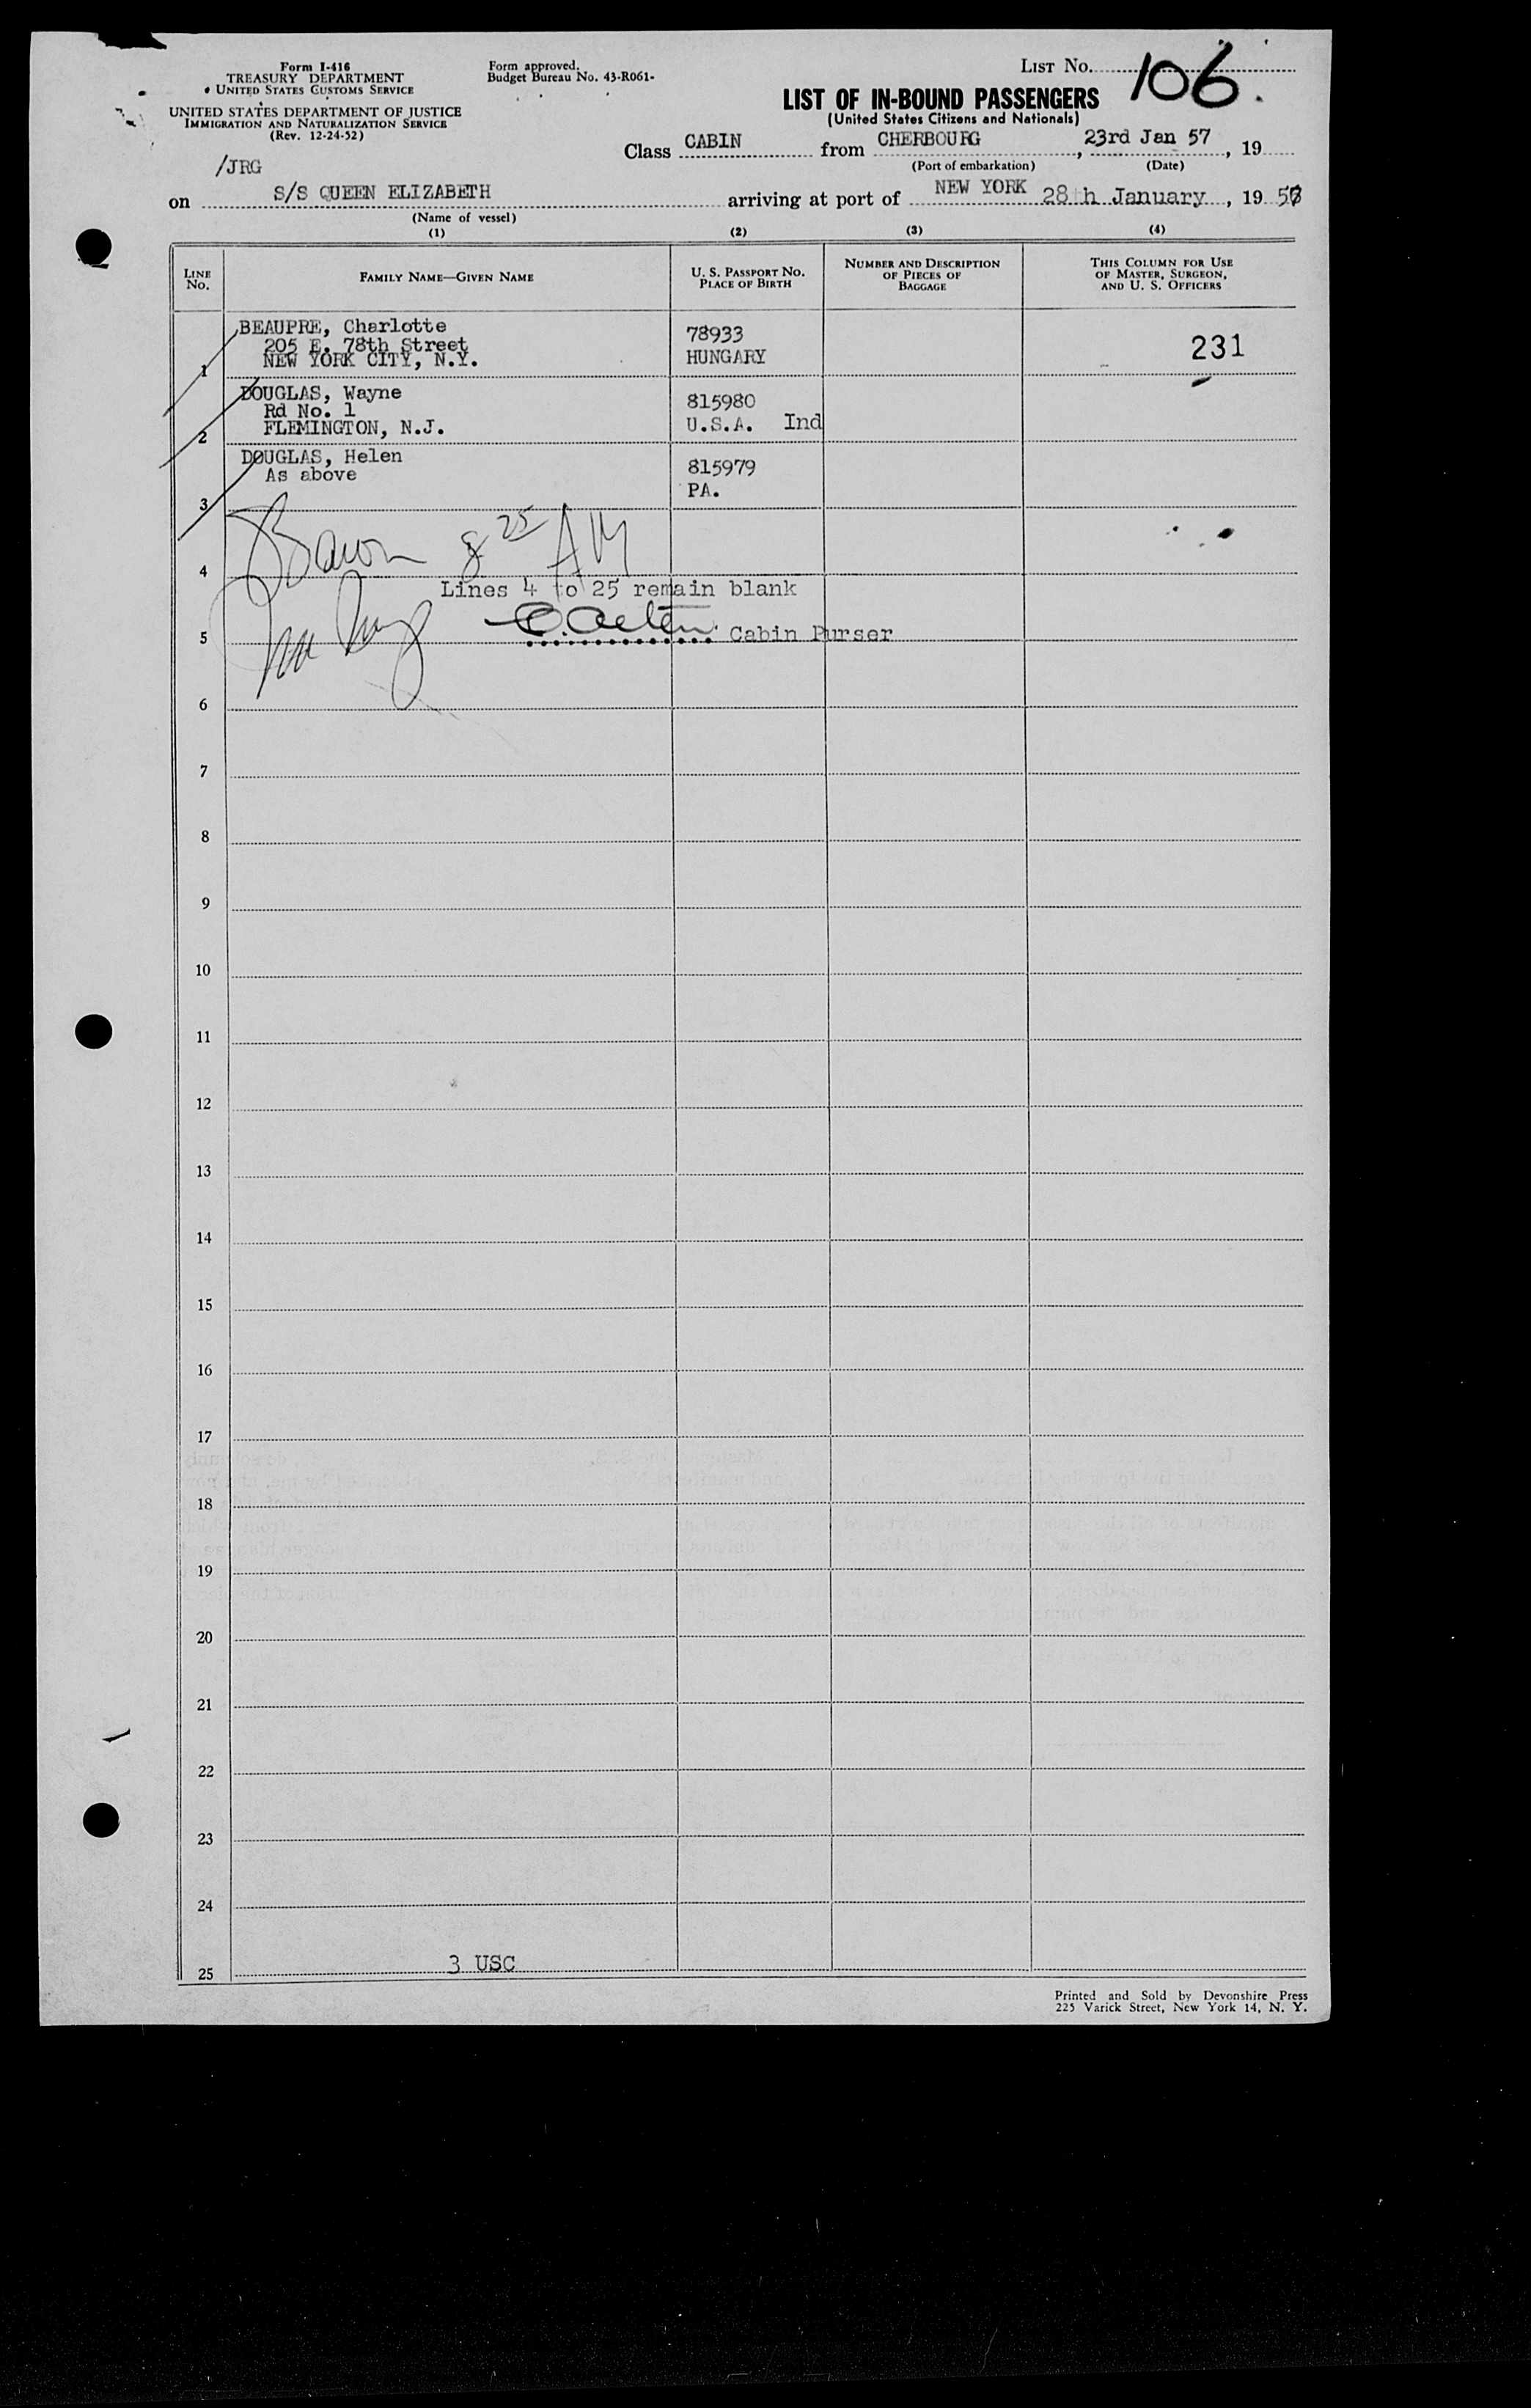 Form I-416
TREASURY DEPARTMENT
UNITED STATES CUSTOMS SERVICE
UNITED STATES DEPARTMENT OF JUSTICE
IMMIGRATION AND NATURALIZATION SERVICE
(Rev. 12-24-52)
Form approved.
Budget Bureau No. 43-R061-
LIST No. 106.
LIST OF IN-BOUND PASSENGERS
(United States Citizens and Nationals)
/JRG
Class CABIN from CHERBOURG, 23rd Jan 57, 19
(Port of embarkation) (Date)
on S/S QUEEN ELIZABETH arriving at port of NEW YORK 28th January, 1957
(Name of vessel)
(1) (2) (3) (4)
LINE No. FAMILY NAME—GIVEN NAME U. S. PASSPORT No. PLACE OF BIRTH NUMBER AND DESCRIPTION OF PIECES OF BAGGAGE THIS COLUMN FOR USE OF MASTER, SURGEON, AND U. S. OFFICERS
BEAUPRE, Charlotte 78933 231
205 E. 78th Street
1 NEW YORK CITY, N.Y. HUNGARY
DOUGLAS, Wayne 815980
Rd No. 1
2 FLEMINGTON, N.J. U.S.A. Ind
DOUGLAS, Helen 815979
As above
3 PA.
8 25 AM
4
Lines 4 to 25 remain blank
5 Cabin Purser
6
7
8
9
10
11
12
13
14
15
16
17
18
19
20
21
22
23
24
25 3 USC
Printed and Sold by Devonshire Press
225 Varick Street, New York 14, N. Y.